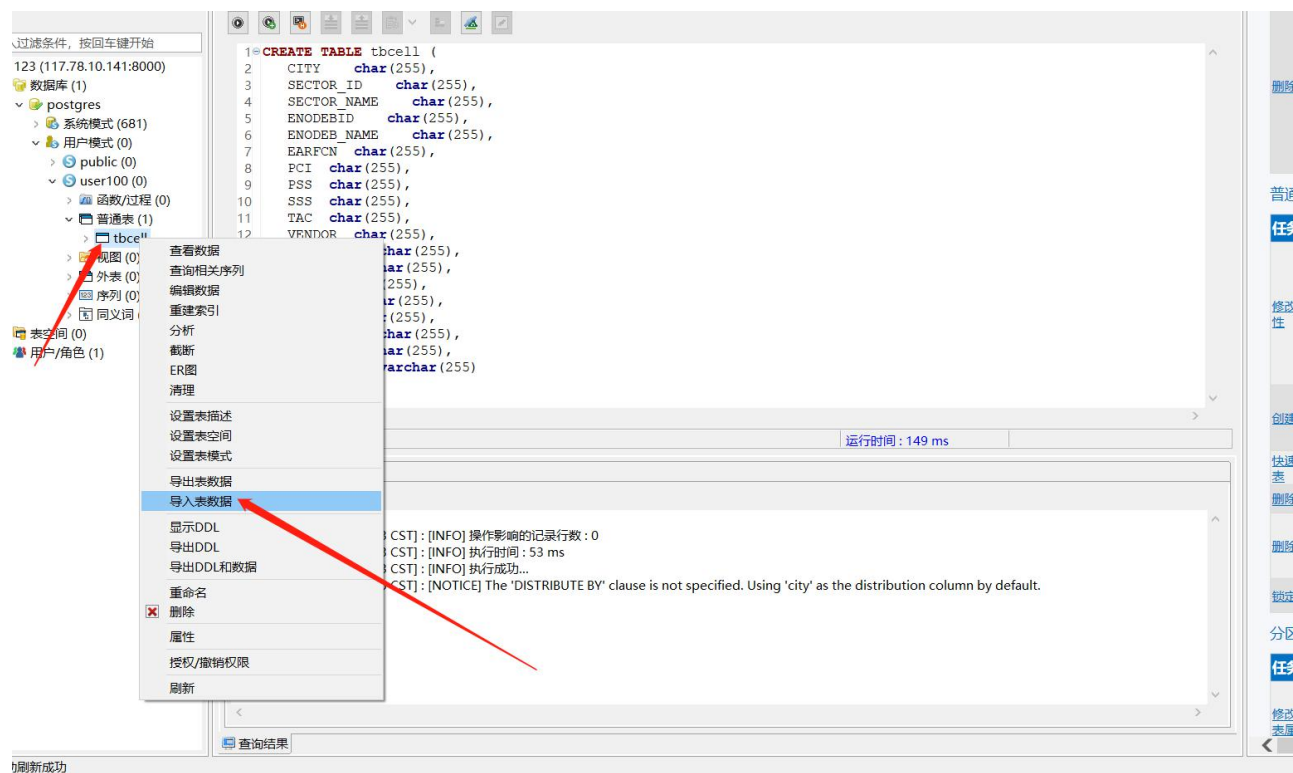 入过滤条件，按回车键开始
123 (117.78.10.141:8000)
数据库 (1)
postgres
系统模式 (681)
用户模式 (0)
public (0)
user100 (0)
函数/过程 (0)
普通表 (1)
tbcell
视图 (0)
外表 (0)
序列 (0)
同义词
表空间 (0)
用户/角色 (1)
1 CREATE TABLE tbcell (
2 CITY char(255),
3 SECTOR_ID char(255),
4 SECTOR_NAME char(255),
5 ENODEBID char(255),
6 ENODEB_NAME char(255),
7 EARFCN char(255),
8 PCI char(255),
9 PSS char(255),
10 SSS char(255),
11 TAC char(255),
12 VENDOR char(255),
char(255),
ar(255),
(255),
ar(255),
(255),
char(255),
ar(255),
varchar(255)
查看数据
查询相关序列
编辑数据
重建索引
分析
截断
ER图
清理
设置表描述
设置表空间
设置表模式
导出表数据
导入表数据
显示DDL
导出DDL
导出DDL和数据
重命名
删除
属性
授权/撤销权限
刷新
运行时间 : 149 ms
CST] : [INFO] 操作影响的记录行数 : 0
CST] : [INFO] 执行时间 : 53 ms
CST] : [INFO] 执行成功...
CST] : [NOTICE] The 'DISTRIBUTE BY' clause is not specified. Using 'city' as the distribution column by default.
查询结果
刷新成功
删除
普通
任务
修改
性
创建
快速
表
删除
删除
锁定
分区
任务
修改
表属